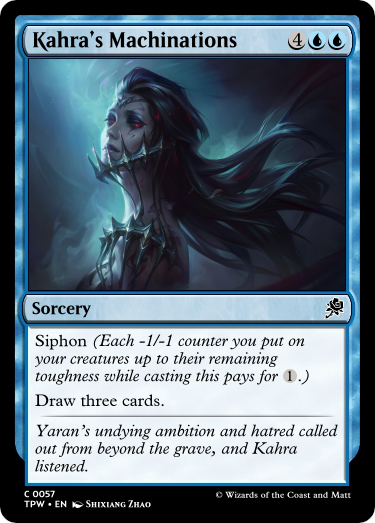 Kahra's Machinations 4
Sorcery
Siphon (Each -1/-1 counter you put on
your creatures up to their remaining
toughness while casting this pays for 1.)
Draw three cards.
Yaran's undying ambition and hatred called
out from beyond the grave, and Kahra
listened.
C 0057
TPW • EN Shixiang Zhao
© Wizards of the Coast and Matt